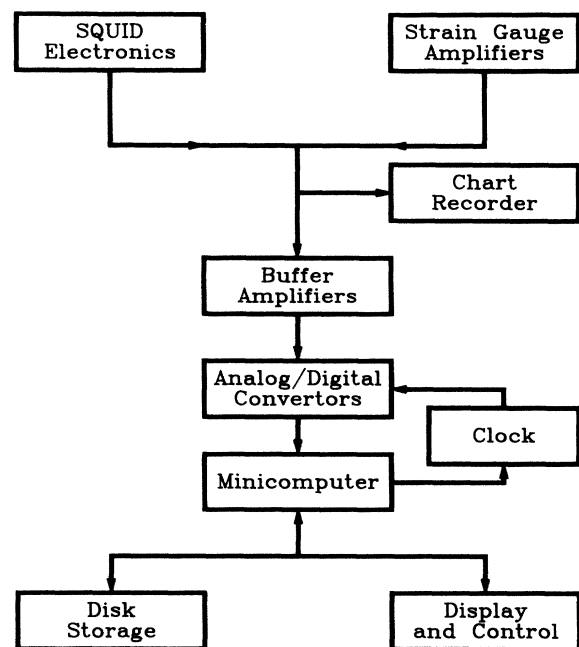 SQUID
Electronics
Strain Gauge
Amplifiers
Chart
Recorder
Buffer
Amplifiers
Analog/Digital
Convertors
Clock
Minicomputer
Disk
Storage
Display
and Control